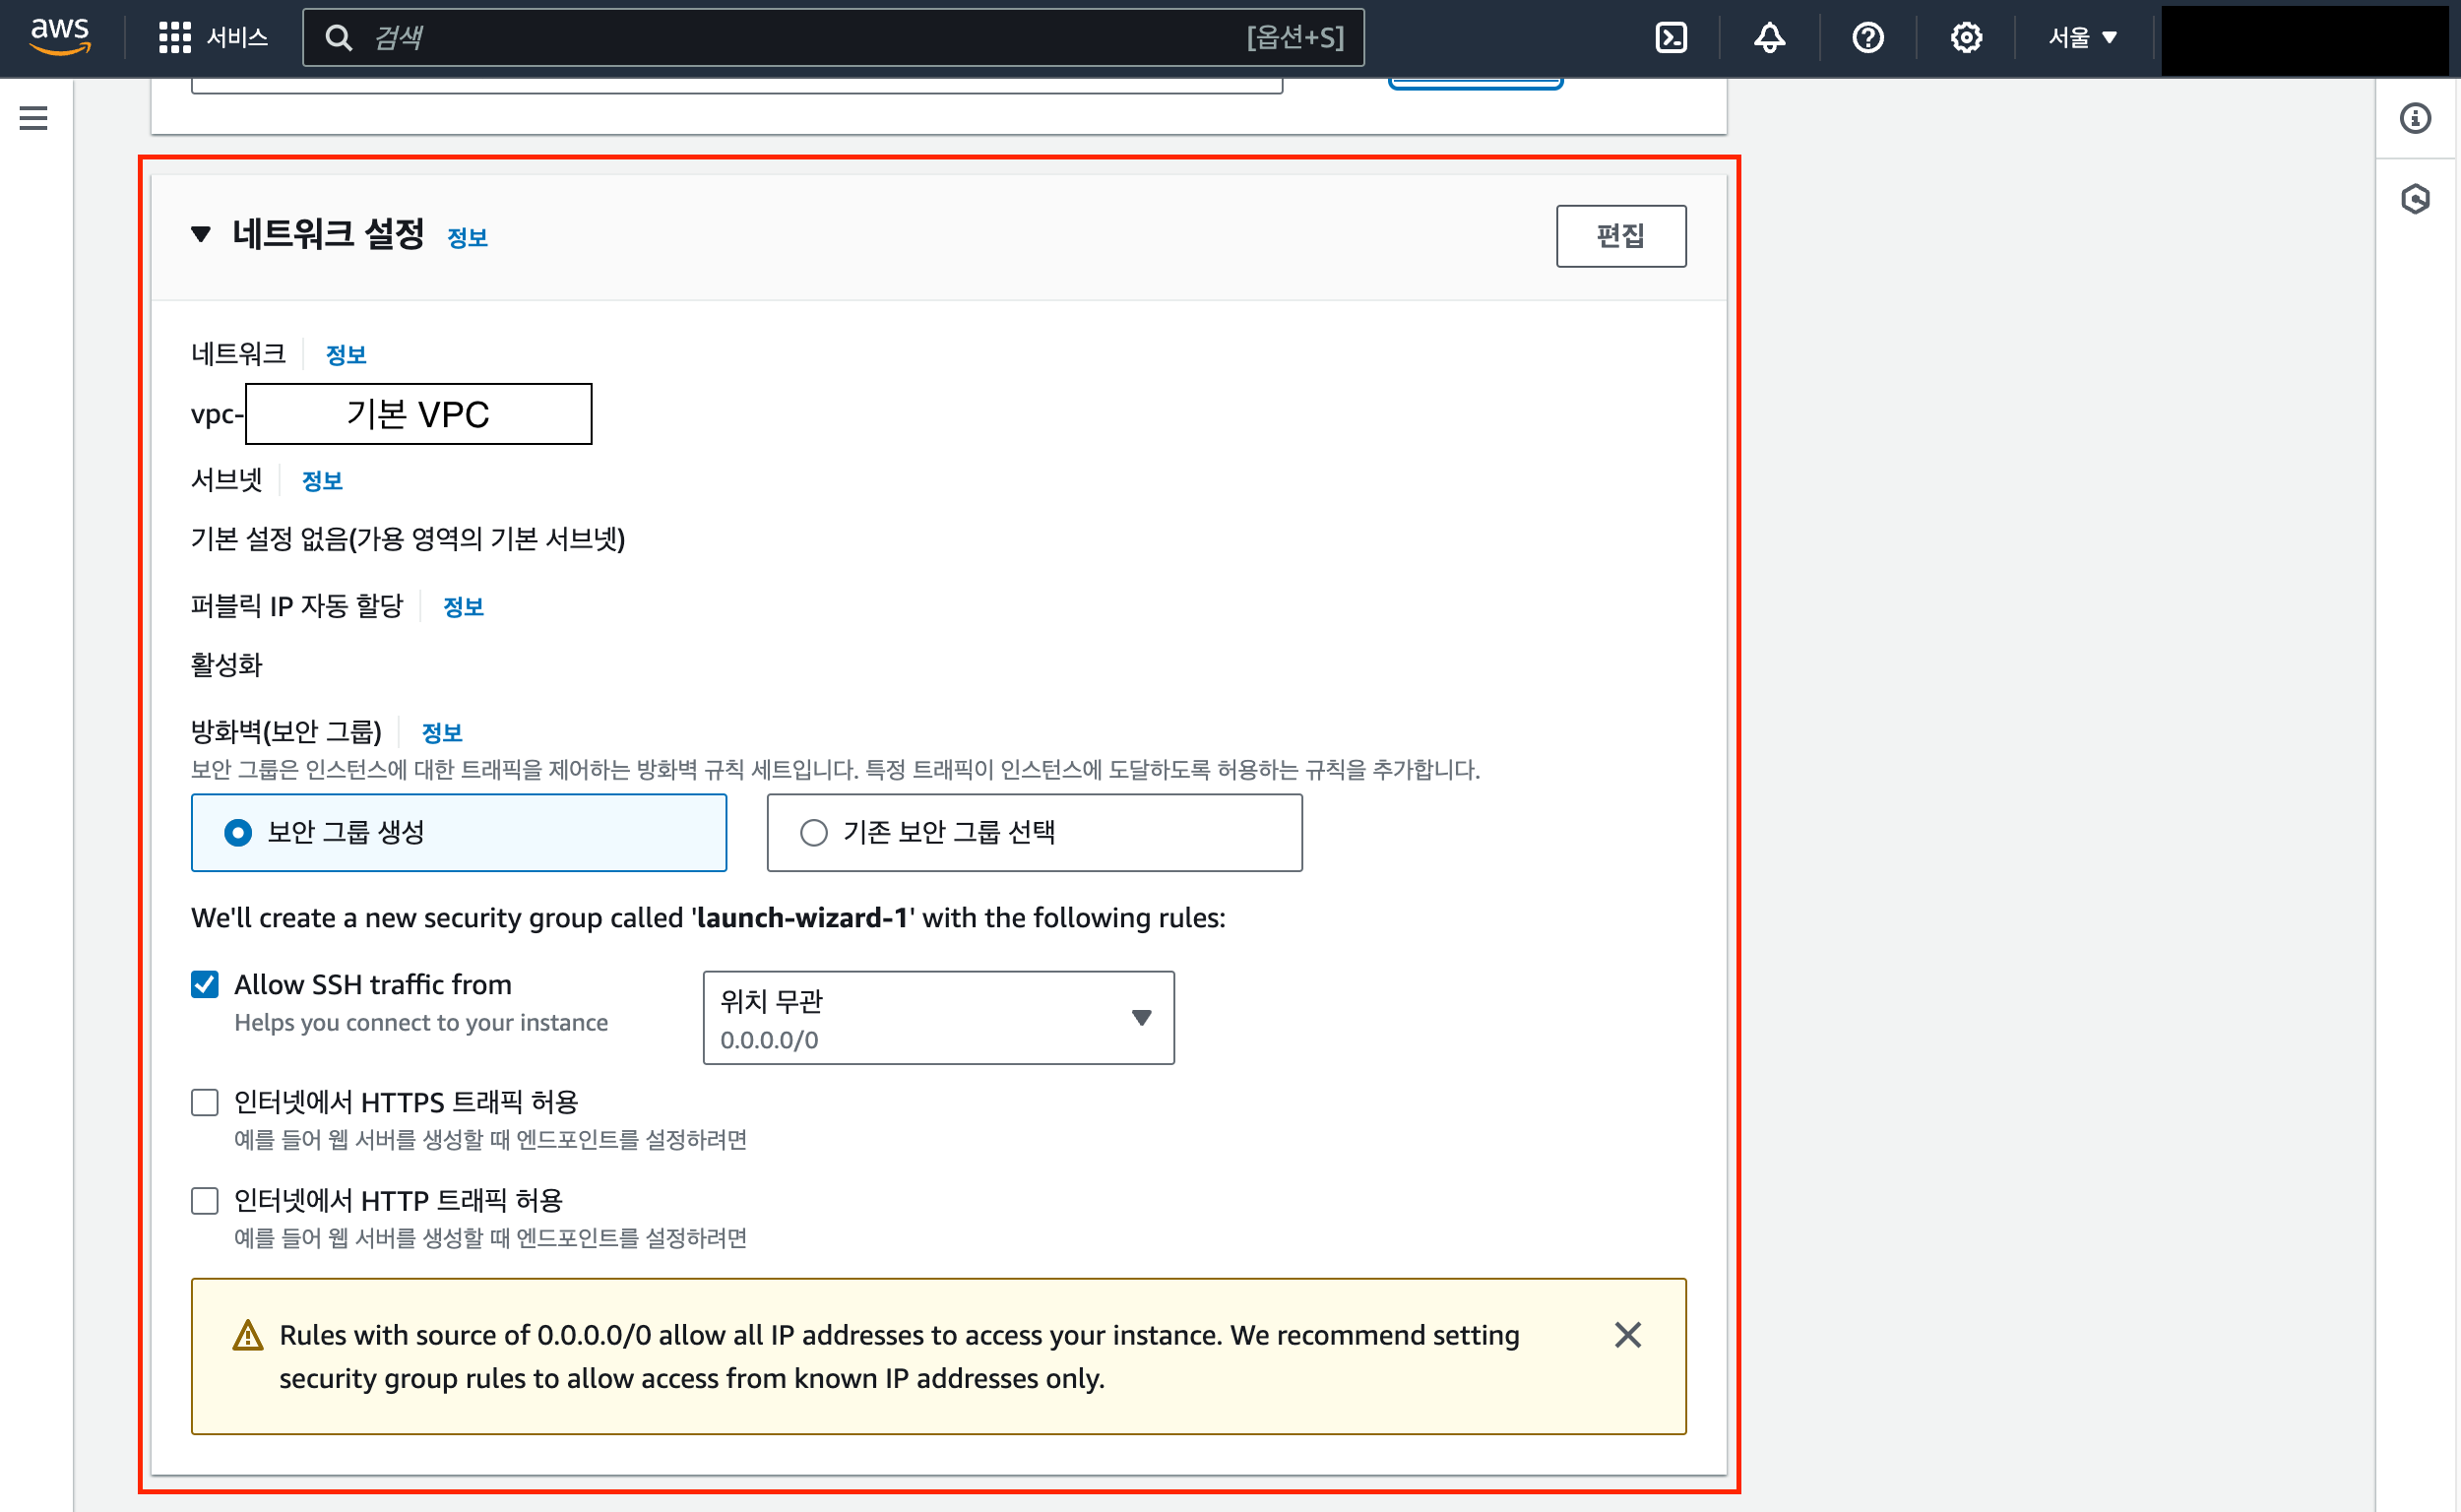 aws
서비스
검색
[옵션+S]
서울
네트워크 설정 정보
편집
네트워크 정보
vpc- 기본 VPC
서브넷 정보
기본 설정 없음(가용 영역의 기본 서브넷)
퍼블릭 IP 자동 할당 정보
활성화
방화벽(보안 그룹) 정보
보안 그룹은 인스턴스에 대한 트래픽을 제어하는 방화벽 규칙 세트입니다. 특정 트래픽이 인스턴스에 도달하도록 허용하는 규칙을 추가합니다.
보안 그룹 생성
기존 보안 그룹 선택
We'll create a new security group called 'launch-wizard-1' with the following rules:
Allow SSH traffic from
Helps you connect to your instance
위치 무관
0.0.0.0/0
인터넷에서 HTTPS 트래픽 허용
예를 들어 웹 서버를 생성할 때 엔드포인트를 설정하려면
인터넷에서 HTTP 트래픽 허용
예를 들어 웹 서버를 생성할 때 엔드포인트를 설정하려면
Rules with source of 0.0.0.0/0 allow all IP addresses to access your instance. We recommend setting
security group rules to allow access from known IP addresses only.